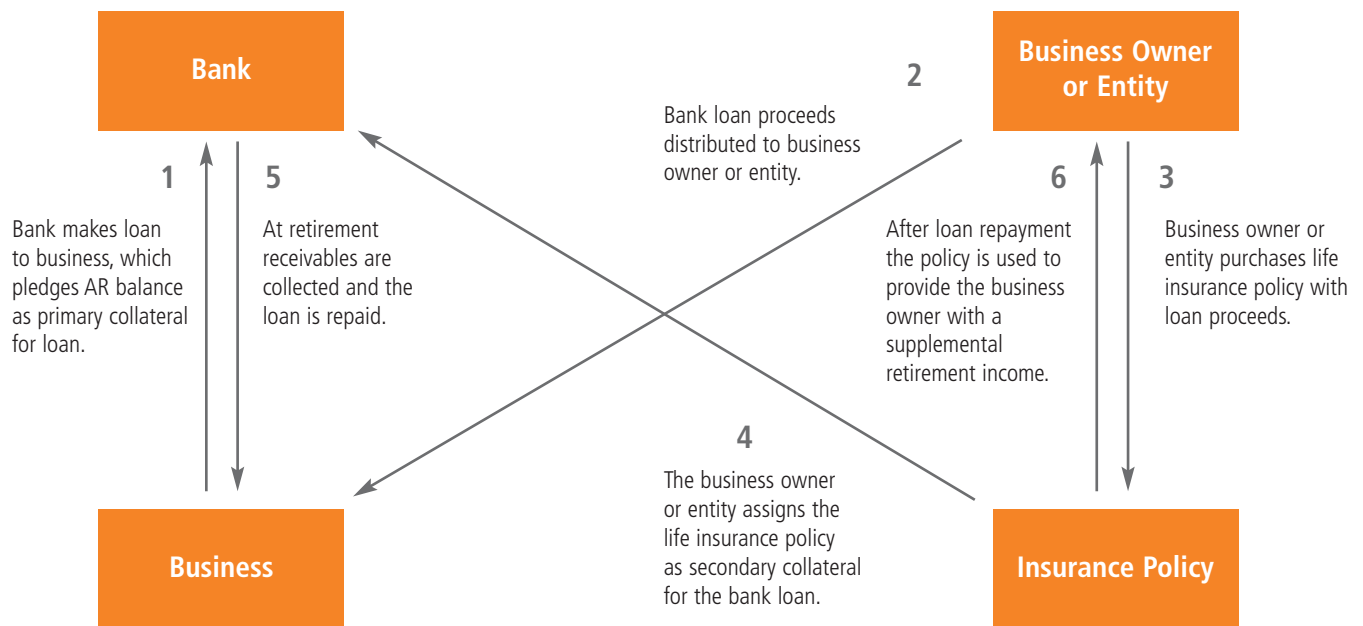 Bank
Business Owner
or Entity
1
Bank makes loan
to business, which
pledges AR balance
as primary collateral
for loan.
5
At retirement
receivables are
collected and the
loan is repaid.
2
Bank loan proceeds
distributed to business
owner or entity.
6
After loan repayment
the policy is used to
provide the business
owner with a
supplemental
retirement income.
3
Business owner or
entity purchases life
insurance policy with
loan proceeds.
4
The business owner
or entity assigns the
life insurance policy
as secondary collateral
for the bank loan.
Business
Insurance Policy